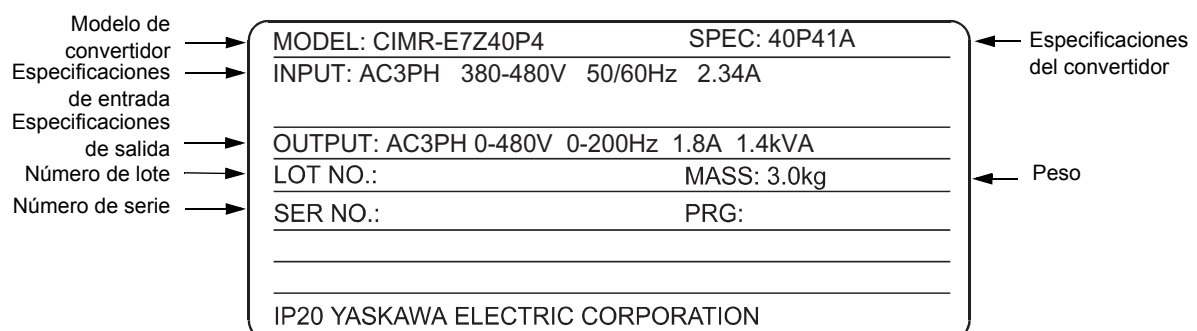 Modelo de
convertidor
Especificaciones
de entrada
Especificaciones
de salida
Número de lote
Número de serie
MODEL: CIMR-E7Z40P4 SPEC: 40P41A
INPUT: AC3PH 380-480V 50/60Hz 2.34A
OUTPUT: AC3PH 0-480V 0-200Hz 1.8A 1.4kVA
LOT NO.: MASS: 3.0kg
SER NO.: PRG:
IP20 YASKAWA ELECTRIC CORPORATION
Especificaciones
del convertidor
Peso